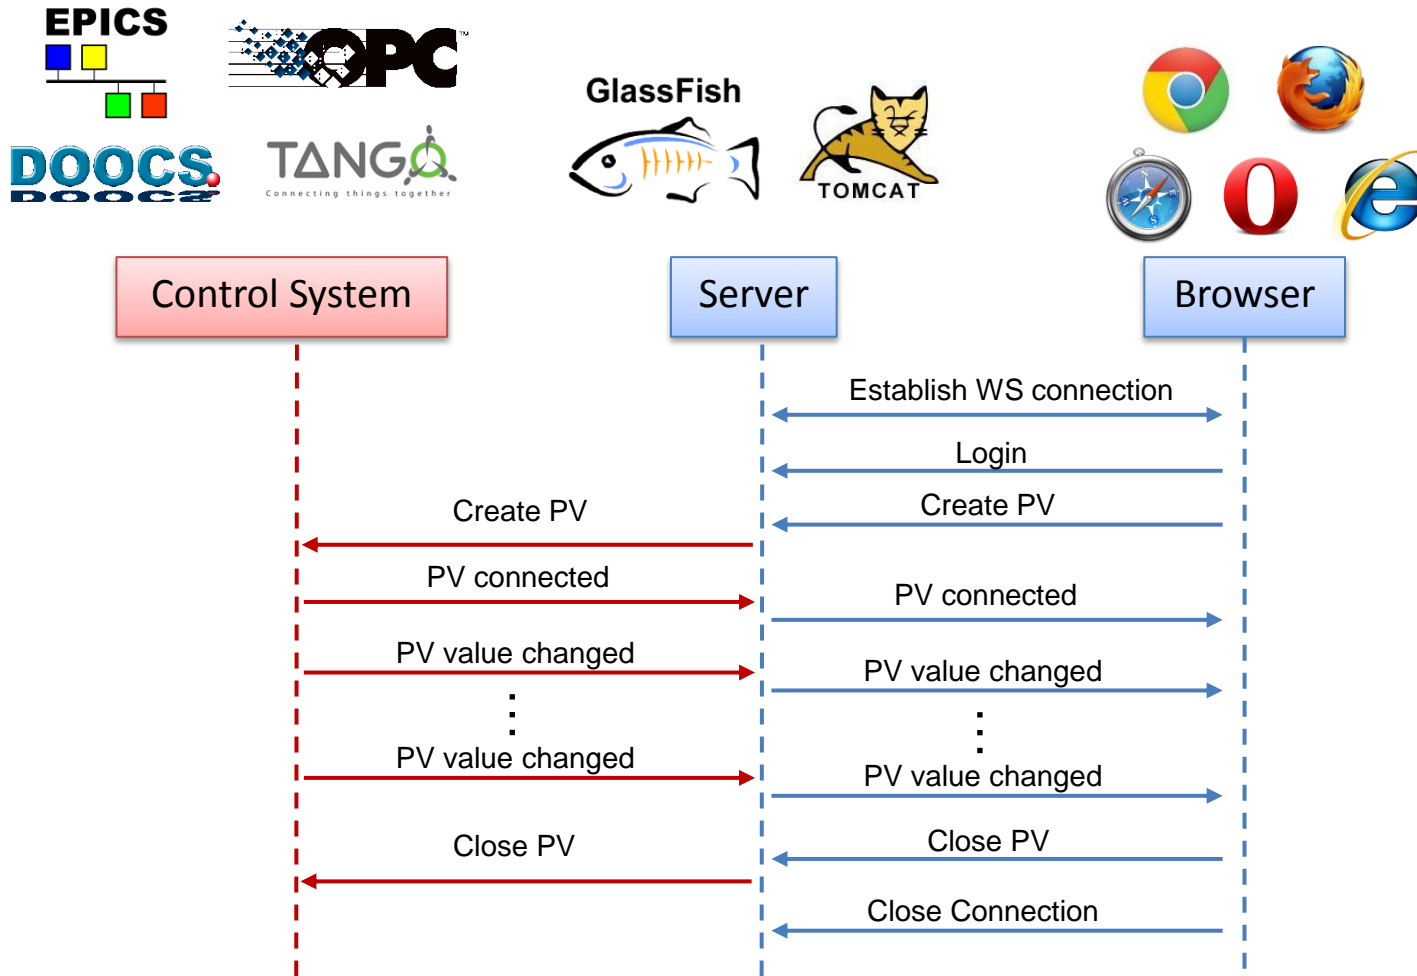 EPICS
OPC™
GlassFish
DOOCS
TANGO
Connecting things together
TOMCAT
N
E
S
W
Control System
Server
Browser
Establish WS connection
Login
Create PV
Create PV
PV connected
PV connected
PV value changed
PV value changed
PV value changed
PV value changed
Close PV
Close PV
Close Connection